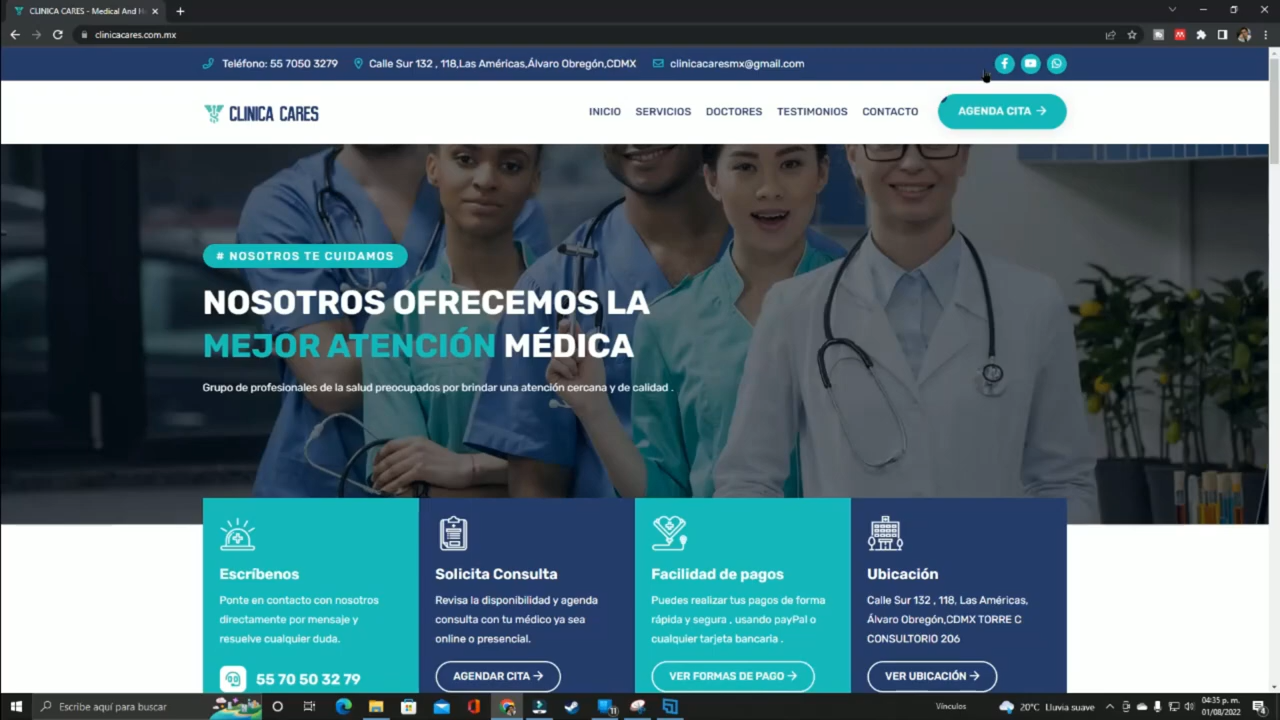 CLINICA CARES - Medical And H
clinicacares.com.mx
Teléfono: 55 7050 3279
Calle Sur 132 , 118,Las Américas,Álvaro Obregón,CDMX
clinicacaresmx@gmail.com
CLINICA CARES
INICIO
SERVICIOS
DOCTORES
TESTIMONIOS
CONTACTO
AGENDA CITA
# NOSOTROS TE CUIDAMOS
NOSOTROS OFRECEMOS LA
MEJOR ATENCIÓN MÉDICA
Grupo de profesionales de la salud preocupados por brindar una atención cercana y de calidad .
Escríbenos
Ponte en contacto con nosotros
directamente por mensaje y
resuelve cualquier duda.
55 70 50 32 79
Solicita Consulta
Revisa la disponibilidad y agenda
consulta con tu médico ya sea
online o presencial.
AGENDAR CITA
Facilidad de pagos
Puedes realizar tus pagos de forma
rápida y segura , usando payPal o
cualquier tarjeta bancaria .
VER FORMAS DE PAGO
Ubicación
Calle Sur 132 , 118, Las Américas,
Álvaro Obregón,CDMX TORRE C
CONSULTORIO 206
VER UBICACIÓN
Escribe aquí para buscar
Vínculos
20°C Lluvia suave
04:35 p. m.
01/08/2022